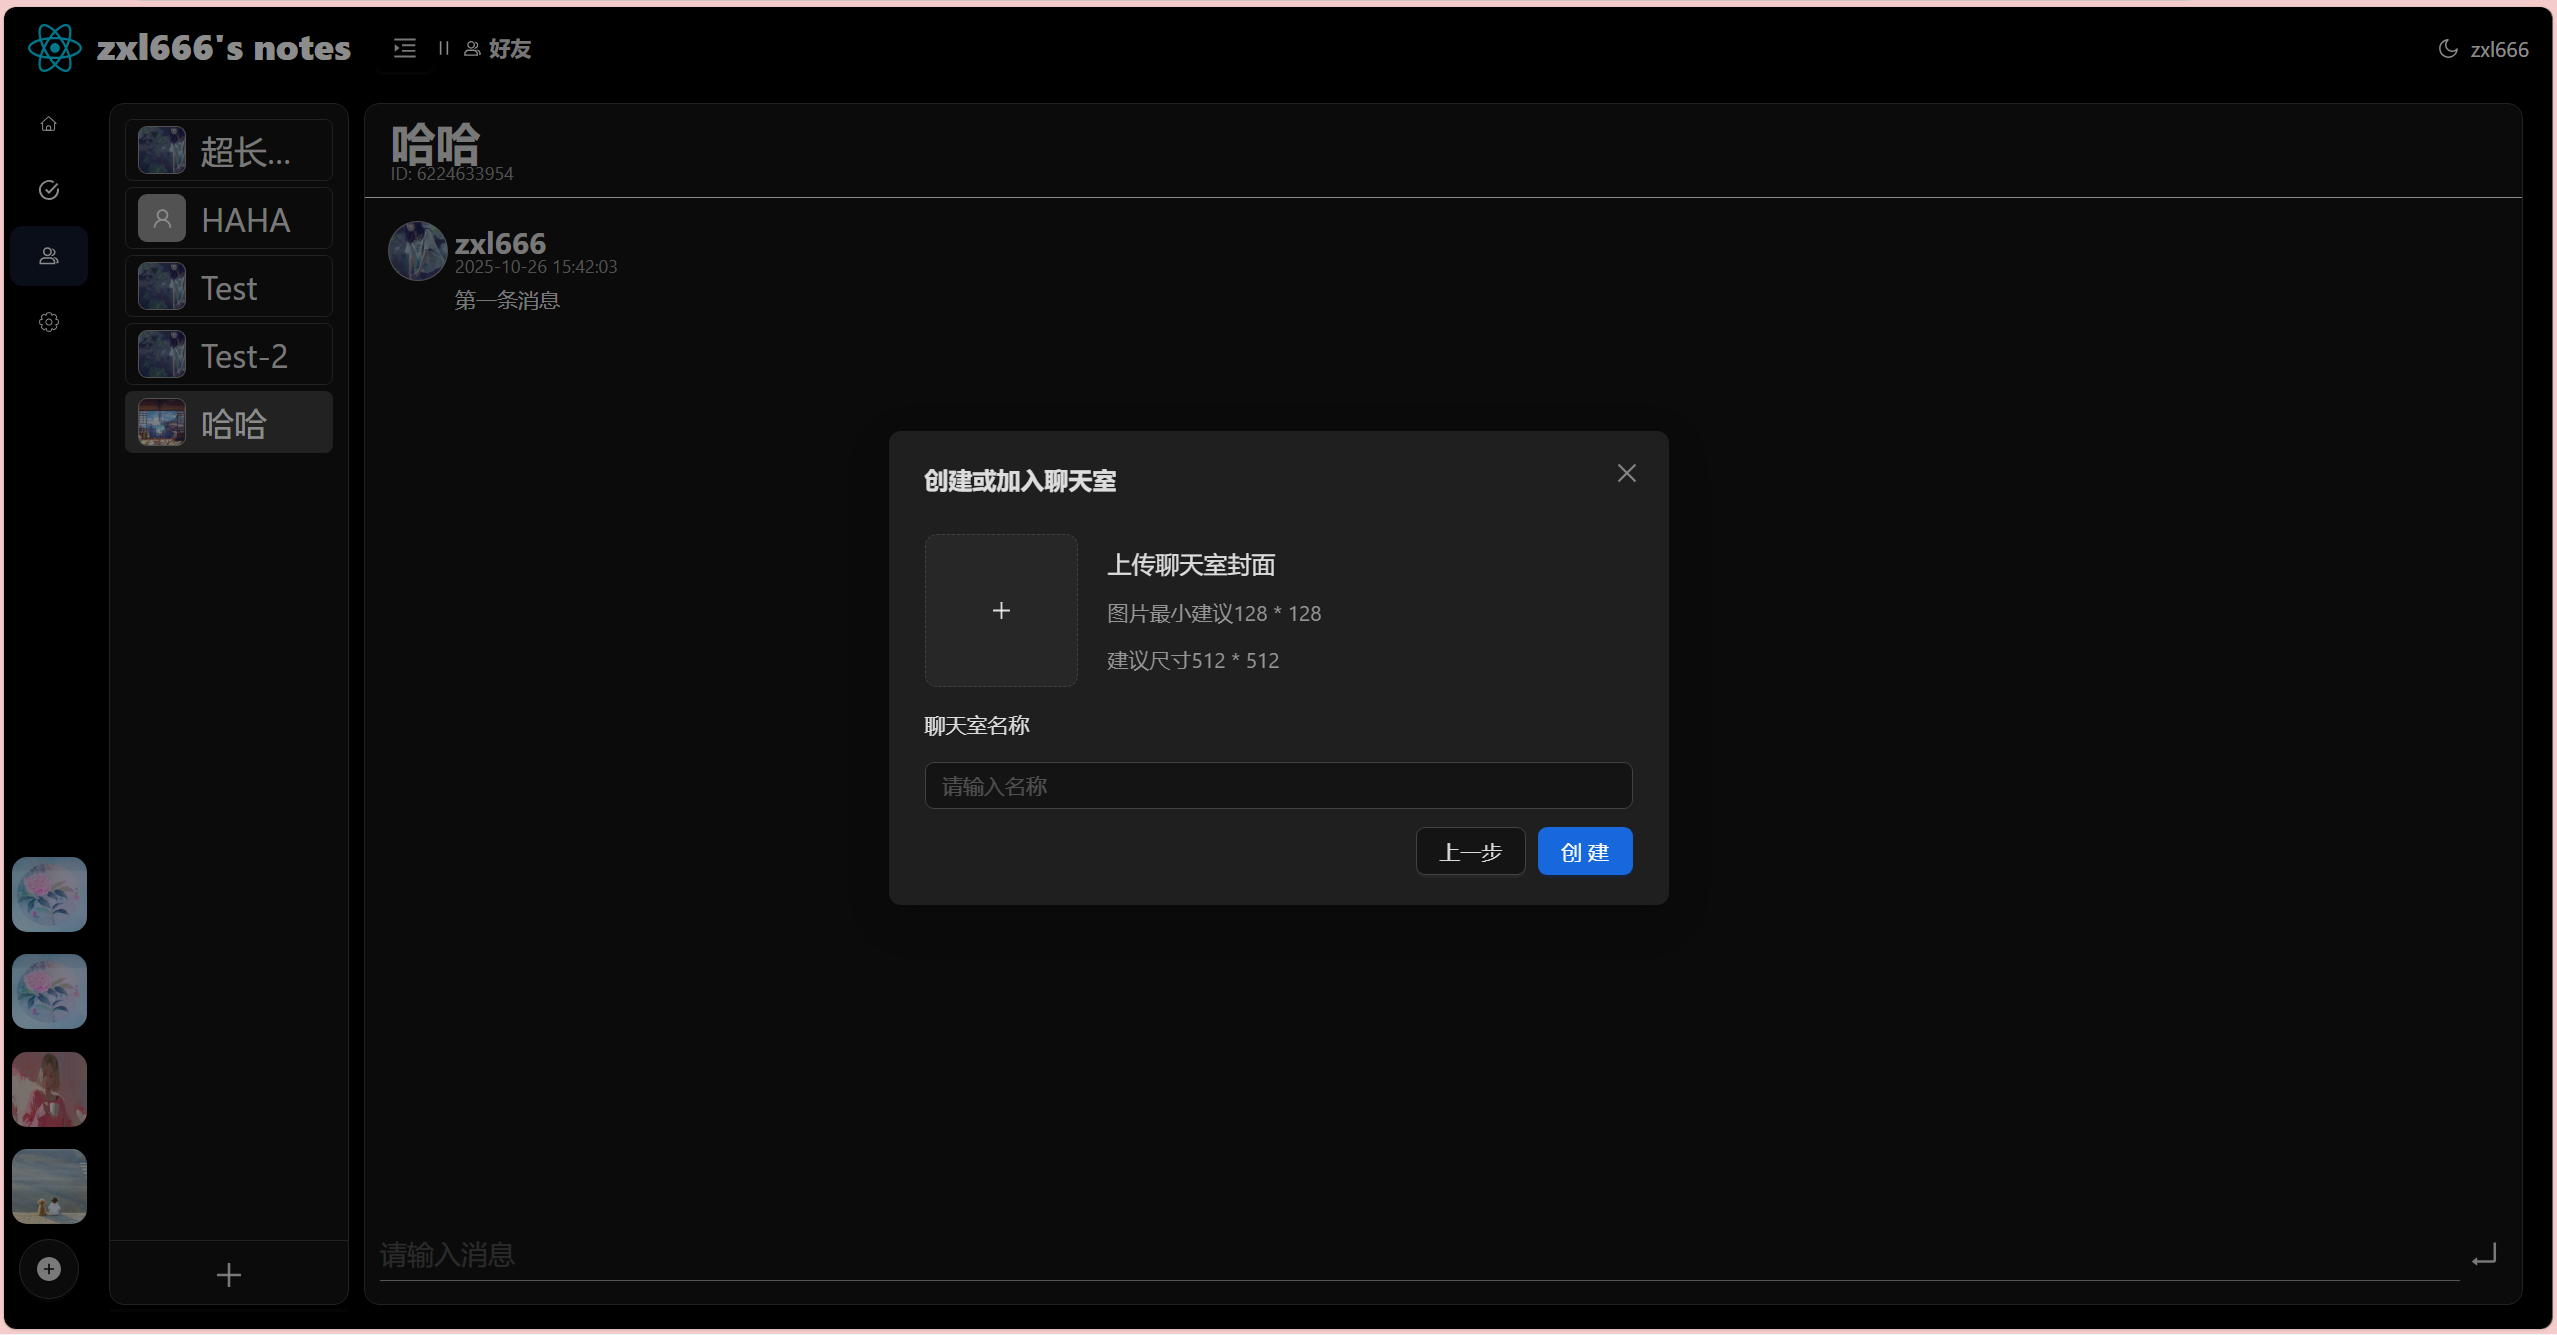 zxl666's notes
好友
zxl666
超长...
HAHA
Test
Test-2
哈哈
哈哈
ID: 6224633954
zxl666
2025-10-26 15:42:03
第一条消息
创建或加入聊天室
上传聊天室封面
图片最小建议128 * 128
建议尺寸512 * 512
聊天室名称
请输入名称
上一步
创 建
请输入消息